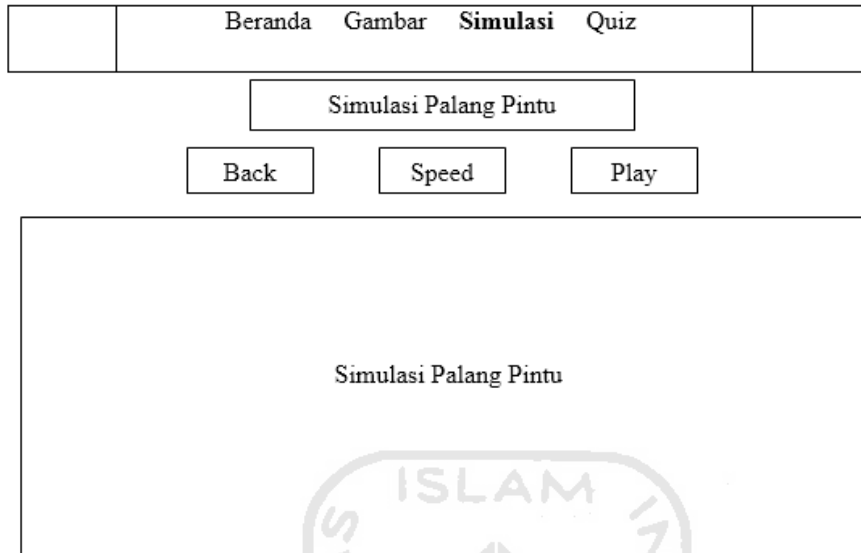 Beranda Gambar Simulasi Quiz
Simulasi Palang Pintu
Back Speed Play
Simulasi Palang Pintu
ISLAM